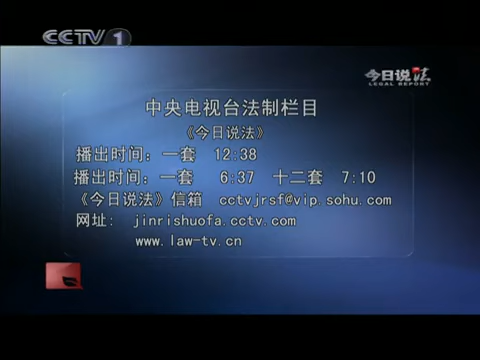 CCTV 1
今日说法
LEGAL REPORT
中央电视台法制栏目
《今日说法》
播出时间：一套 12:38
播出时间：一套 6:37 十二套 7:10
《今日说法》信箱 cctvjrsf@vip.sohu.com
网址： jinrishuofa.cctv.com
www.law-tv.cn